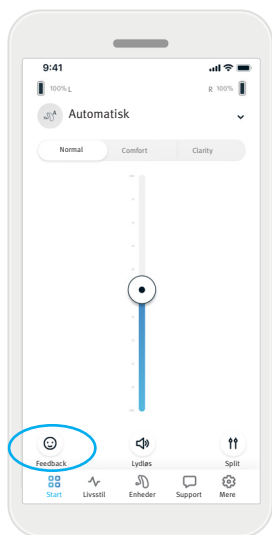 9:41
100% L R 100%
A
Automatisk
Normal Comfort Clarity
Feedback Lydløs Split
Start Livsstil Enheder Support Mere